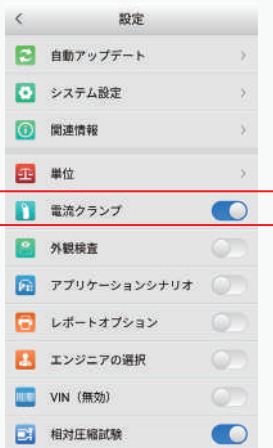 設定
自動アップデート
システム設定
関連情報
単位
電流クランプ
外観検査
アプリケーションシナリオ
レポートオプション
エンジニアの選択
VIN（無効）
相対圧縮試験